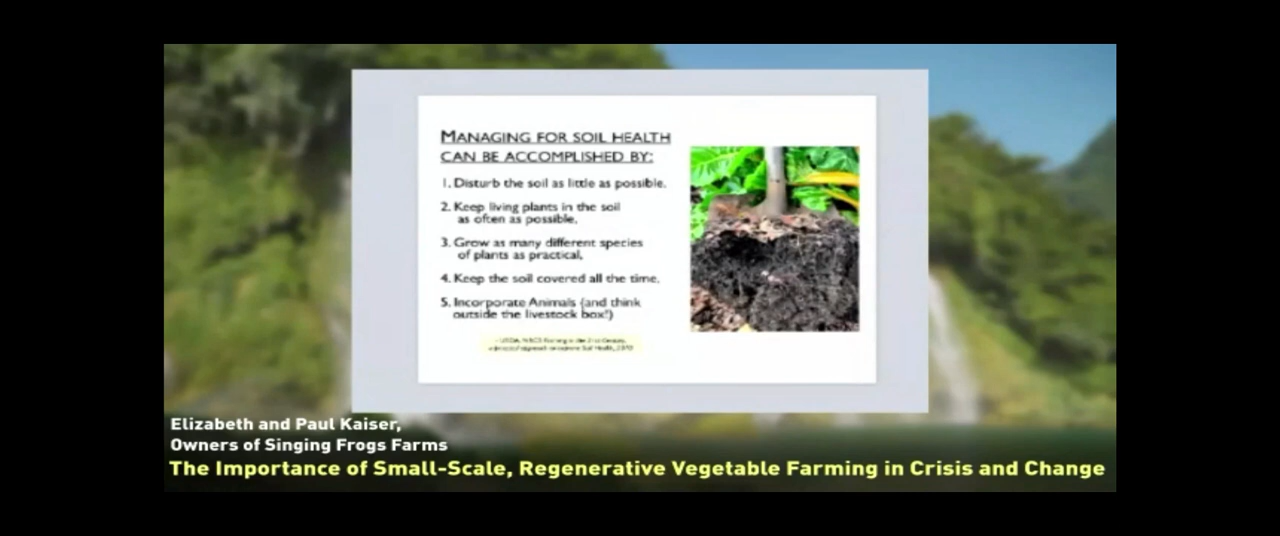 MANAGING FOR SOIL HEALTH
CAN BE ACCOMPLISHED BY:
1. Disturb the soil as little as possible.
2. Keep living plants in the soil
as often as possible.
3. Grow as many different species
of plants as practical.
4. Keep the soil covered all the time.
5. Incorporate Animals (and think
outside the livestock box!)
Soil Health,
Elizabeth and Paul Kaiser,
Owners of Singing Frogs Farms
The Importance of Small-Scale, Regenerative Vegetable Farming in Crisis and Change